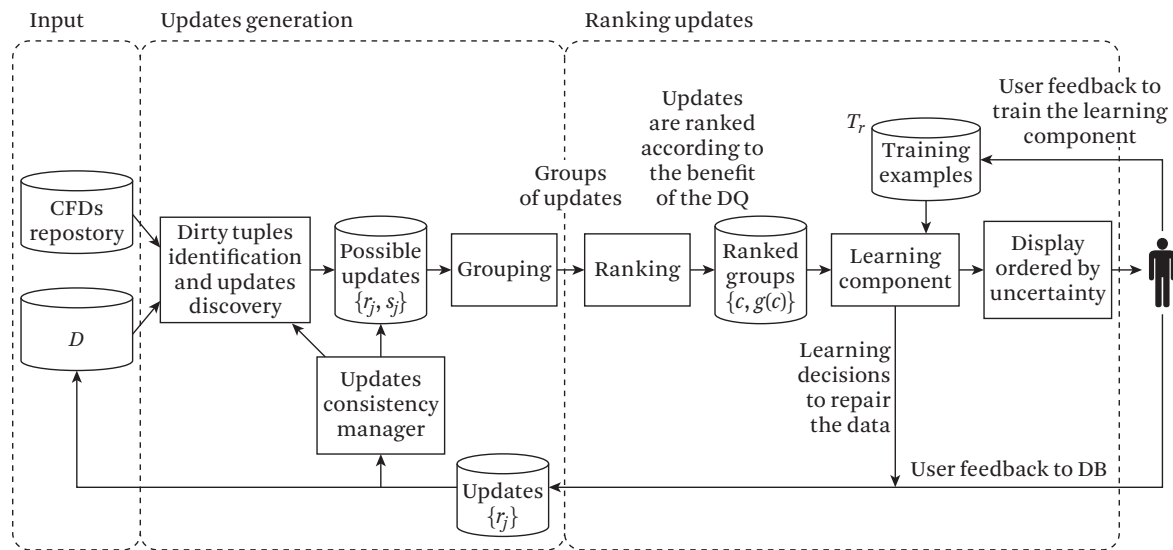 Input
Updates generation
Ranking updates
CFDs
repostory
D
Dirty tuples
identification
and updates
discovery
Possible
updates
{r_j, s_j}
Grouping
Groups
of updates
Ranking
Updates
are ranked
according to
the benefit
of the DQ
Ranked
groups
{c, g(c)}
T_r
Training
examples
User feedback to
train the learning
component
Learning
component
Display
ordered by
uncertainty
Updates
consistency
manager
Learning
decisions
to repair
the data
User feedback to DB
Updates
{r_j}